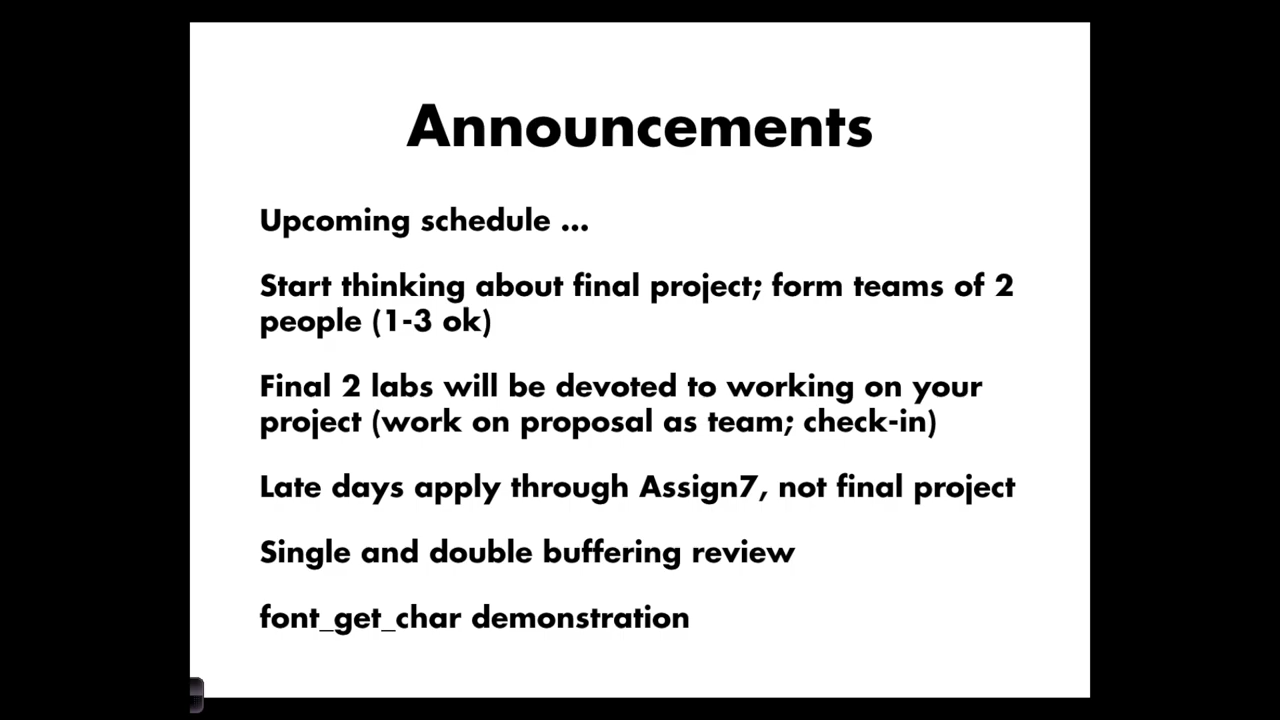 Announcements
Upcoming schedule ...
Start thinking about final project; form teams of 2
people (1-3 ok)
Final 2 labs will be devoted to working on your
project (work on proposal as team; check-in)
Late days apply through Assign7, not final project
Single and double buffering review
font_get_char demonstration